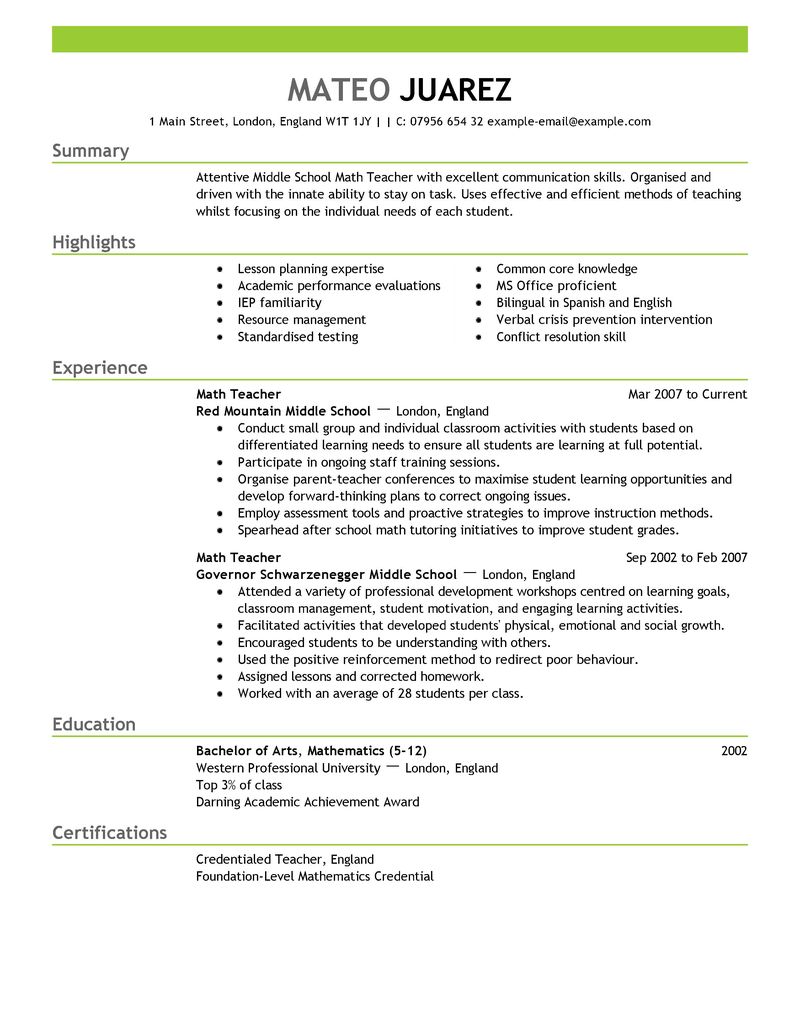 MATEO JUAREZ
1 Main Street, London, England W1T 1JY | | C: 07956 654 32 example-email@example.com
Summary
Attentive Middle School Math Teacher with excellent communication skills. Organised and
driven with the innate ability to stay on task. Uses effective and efficient methods of teaching
whilst focusing on the individual needs of each student.
Highlights
• Lesson planning expertise
• Academic performance evaluations
• IEP familiarity
• Resource management
• Standardised testing
• Common core knowledge
• MS Office proficient
• Bilingual in Spanish and English
• Verbal crisis prevention intervention
• Conflict resolution skill
Experience
Math Teacher Mar 2007 to Current
Red Mountain Middle School — London, England
• Conduct small group and individual classroom activities with students based on
differentiated learning needs to ensure all students are learning at full potential.
• Participate in ongoing staff training sessions.
• Organise parent-teacher conferences to maximise student learning opportunities and
develop forward-thinking plans to correct ongoing issues.
• Employ assessment tools and proactive strategies to improve instruction methods.
• Spearhead after school math tutoring initiatives to improve student grades.
Math Teacher Sep 2002 to Feb 2007
Governor Schwarzenegger Middle School — London, England
• Attended a variety of professional development workshops centred on learning goals,
classroom management, student motivation, and engaging learning activities.
• Facilitated activities that developed students' physical, emotional and social growth.
• Encouraged students to be understanding with others.
• Used the positive reinforcement method to redirect poor behaviour.
• Assigned lessons and corrected homework.
• Worked with an average of 28 students per class.
Education
Bachelor of Arts, Mathematics (5-12) 2002
Western Professional University — London, England
Top 3% of class
Darning Academic Achievement Award
Certifications
Credentialed Teacher, England
Foundation-Level Mathematics Credential